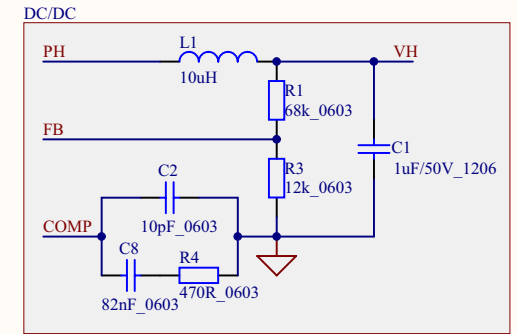 DC/DC
PH
L1
10uH
VH
R1
68k_0603
FB
C1
1uF/50V_1206
R3
12k_0603
C2
10pF_0603
COMP
C8
82nF_0603
R4
470R_0603